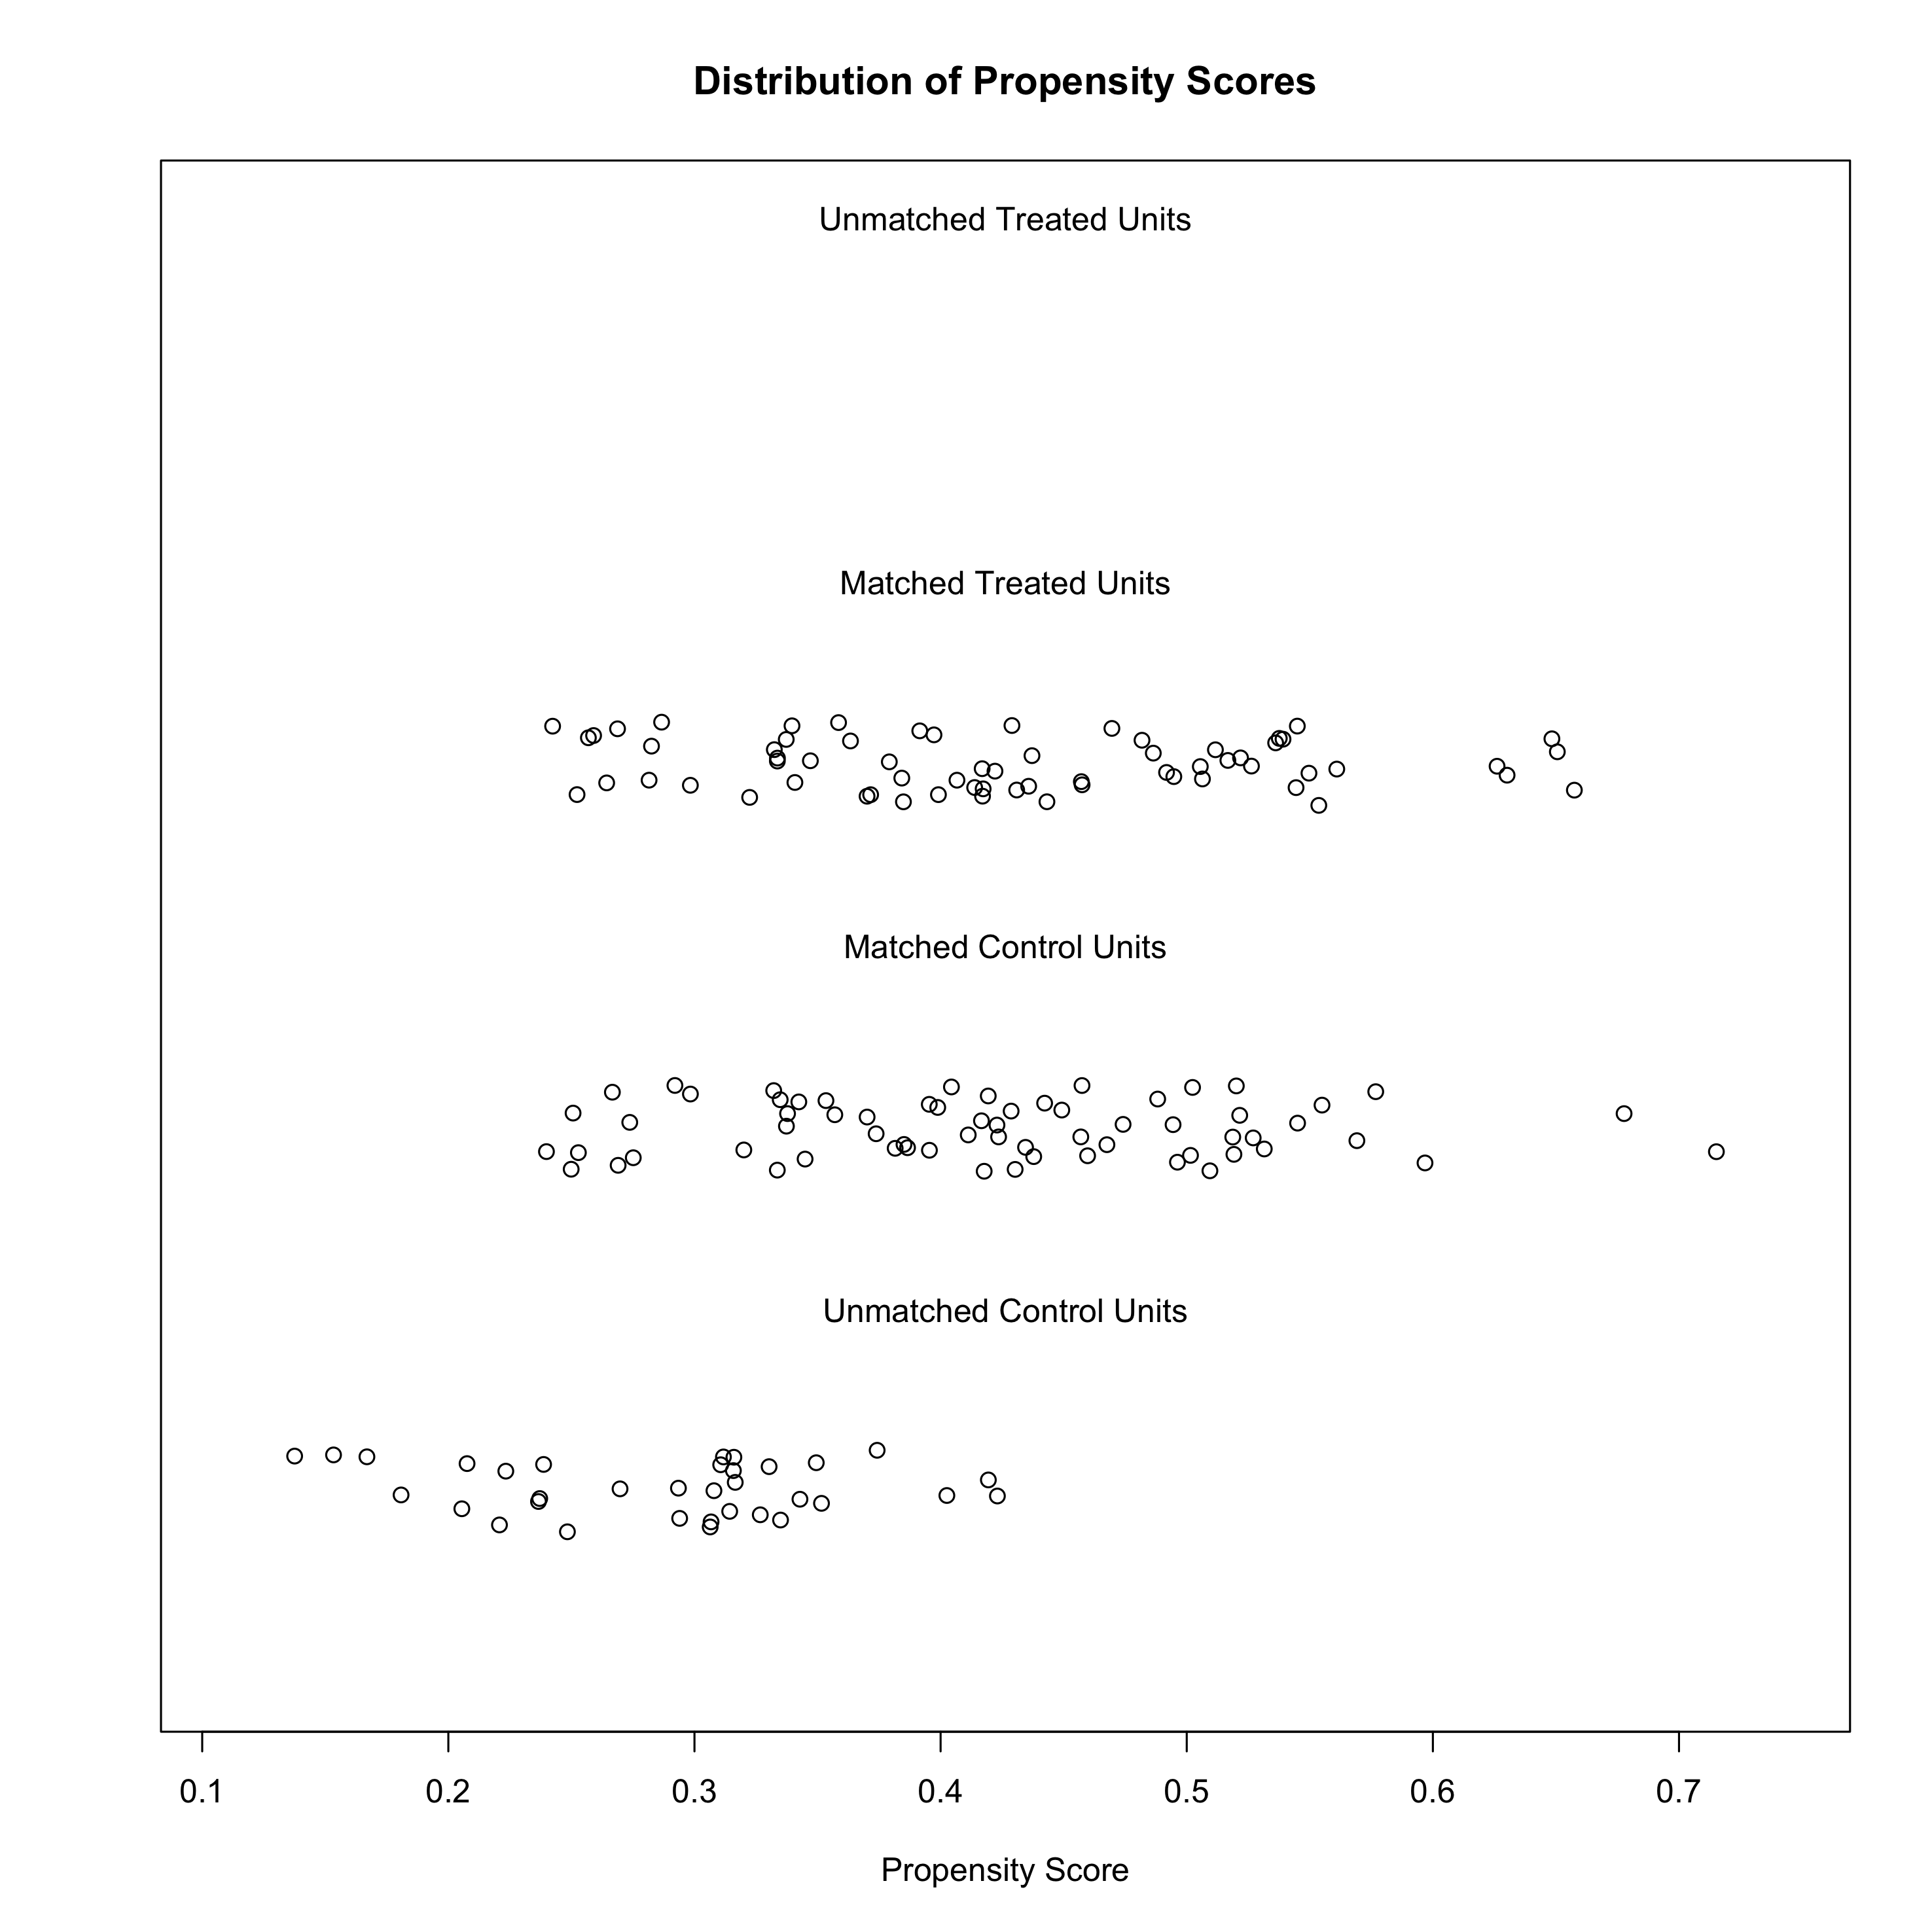 Distribution of Propensity Scores
Unmatched Treated Units
Matched Treated Units
Matched Control Units
Unmatched Control Units
0.1 0.2 0.3 0.4 0.5 0.6 0.7
Propensity Score